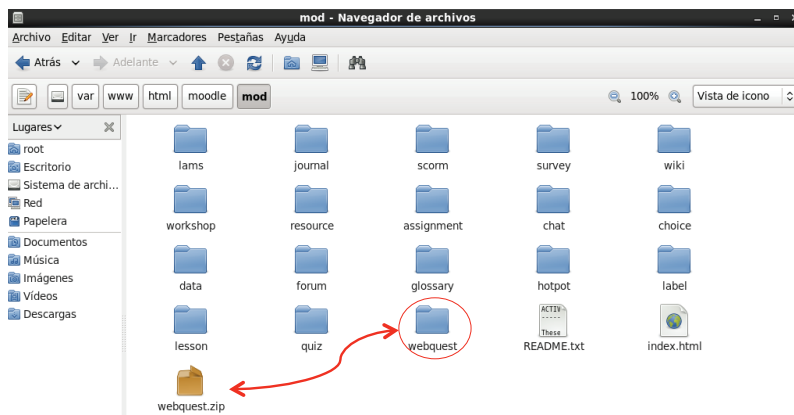 mod - Navegador de archivos
Archivo Editar Ver Ir Marcadores Pestañas Ayuda
Atrás Adelante
var www html moodle mod 100% Vista de icono
Lugares
root
Escritorio
Sistema de archi...
Red
Papelera
Documentos
Música
Imágenes
Vídeos
Descargas
lams journal scorm survey wiki
workshop resource assignment chat choice
data forum glossary hotpot label
ACTIV
-----
These
lesson quiz webquest README.txt index.html
webquest.zip